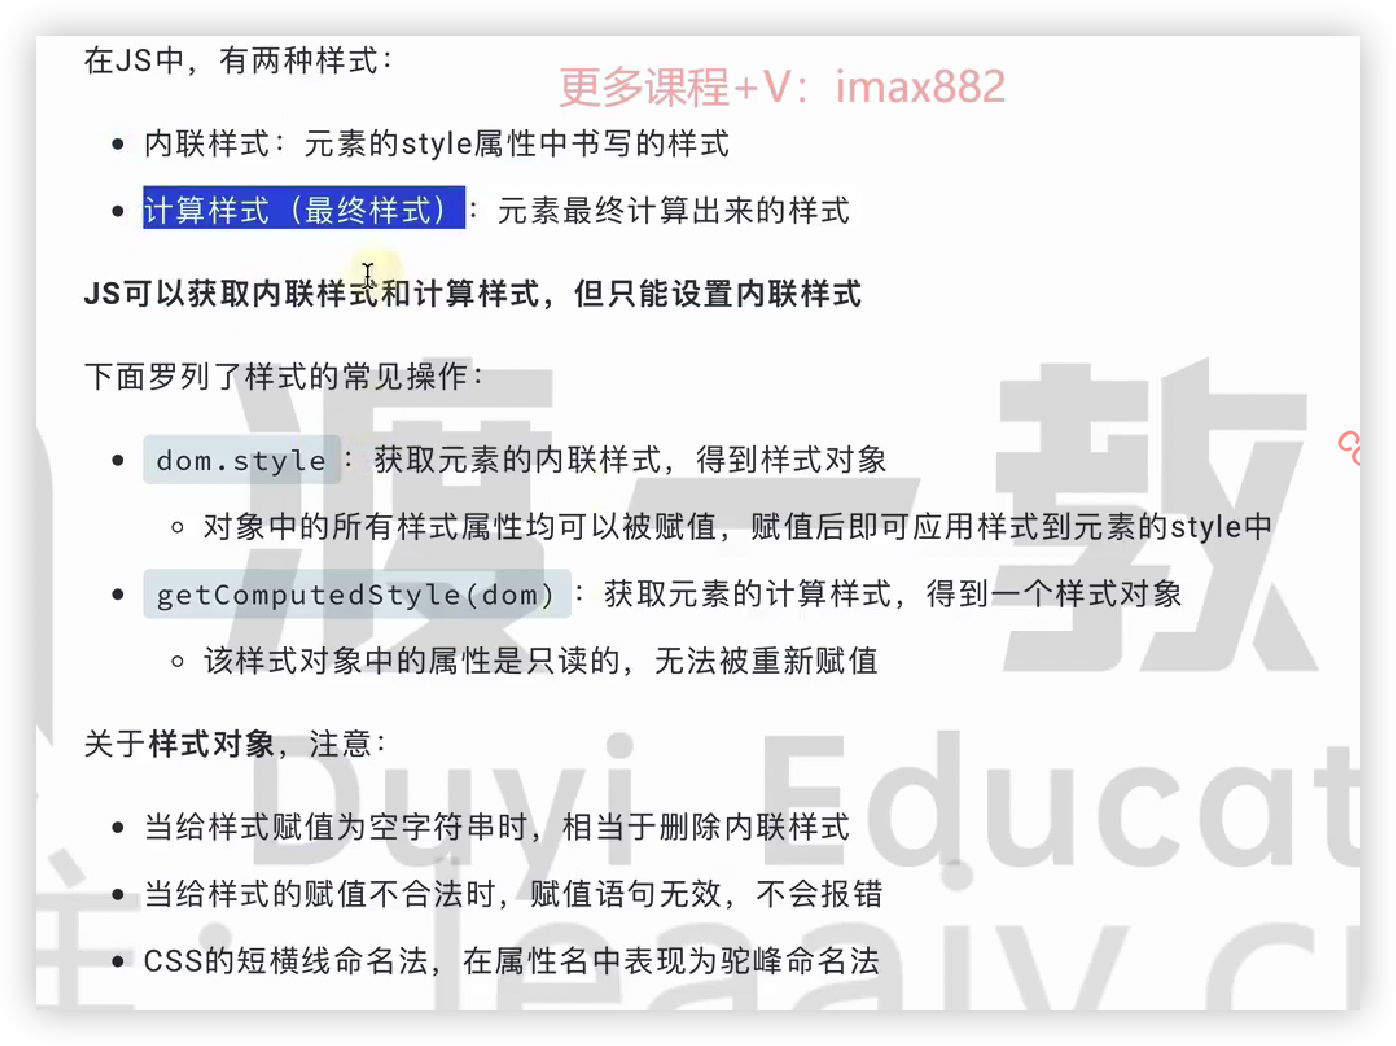 在JS中，有两种样式：
更多课程+V：imax882
内联样式：元素的style属性中书写的样式
计算样式（最终样式）：元素最终计算出来的样式
JS可以获取内联样式和计算样式，但只能设置内联样式
下面罗列了样式的常见操作：
dom.style：获取元素的内联样式，得到样式对象
对象中的所有样式属性均可以被赋值，赋值后即可应用样式到元素的style中
getComputedStyle(dom)：获取元素的计算样式，得到一个样式对象
该样式对象中的属性是只读的，无法被重新赋值
关于样式对象，注意：
当给样式赋值为空字符串时，相当于删除内联样式
当给样式的赋值不合法时，赋值语句无效，不会报错
CSS的短横线命名法，在属性名中表现为驼峰命名法
渡一教
Duyi Educat